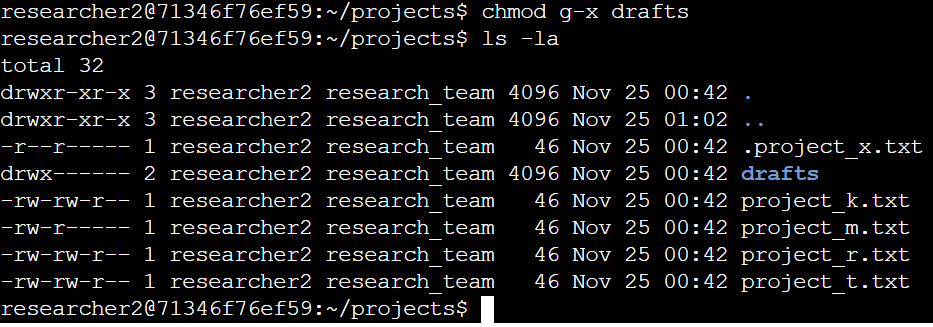 researcher2@71346f76ef59:~/projects$ chmod g-x drafts
researcher2@71346f76ef59:~/projects$ ls -la
total 32
drwxr-xr-x 3 researcher2 research_team 4096 Nov 25 00:42 .
drwxr-xr-x 3 researcher2 research_team 4096 Nov 25 01:02 ..
-r--r----- 1 researcher2 research_team   46 Nov 25 00:42 .project_x.txt
drwx------ 2 researcher2 research_team 4096 Nov 25 00:42 drafts
-rw-rw-r-- 1 researcher2 research_team   46 Nov 25 00:42 project_k.txt
-rw-r----- 1 researcher2 research_team   46 Nov 25 00:42 project_m.txt
-rw-rw-r-- 1 researcher2 research_team   46 Nov 25 00:42 project_r.txt
-rw-rw-r-- 1 researcher2 research_team   46 Nov 25 00:42 project_t.txt
researcher2@71346f76ef59:~/projects$